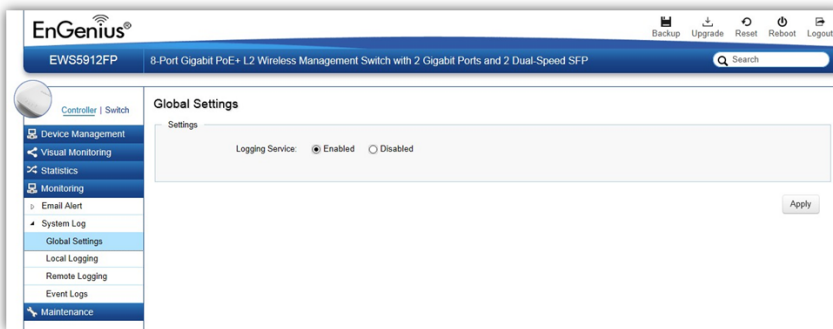 EnGenius®
Backup Upgrade Reset Reboot Logout
EWS5912FP
8-Port Gigabit PoE+ L2 Wireless Management Switch with 2 Gigabit Ports and 2 Dual-Speed SFP
Search
Controller | Switch
Device Management
Visual Monitoring
Statistics
Monitoring
Email Alert
System Log
Global Settings
Local Logging
Remote Logging
Event Logs
Maintenance
Global Settings
Settings
Logging Service: Enabled Disabled
Apply